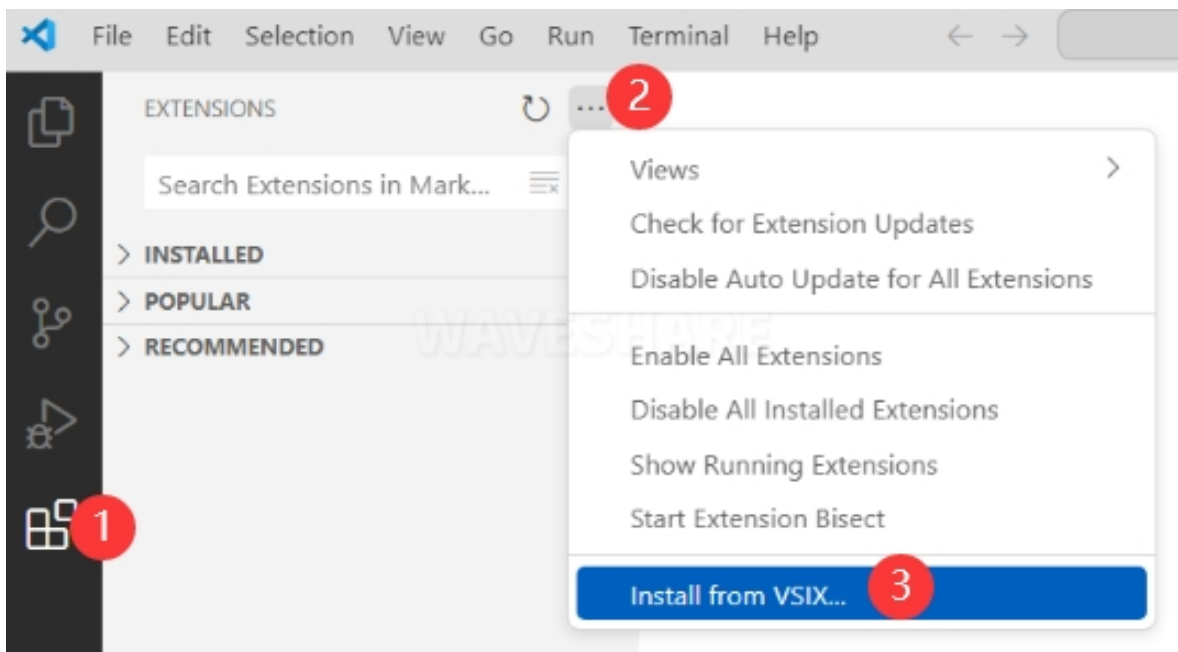 File Edit Selection View Go Run Terminal Help
EXTENSIONS ... 2
Search Extensions in Mark...
INSTALLED
POPULAR
RECOMMENDED
Views
Check for Extension Updates
Disable Auto Update for All Extensions
Enable All Extensions
Disable All Installed Extensions
Show Running Extensions
Start Extension Bisect
Install from VSIX... 3
1
WAVESHARE